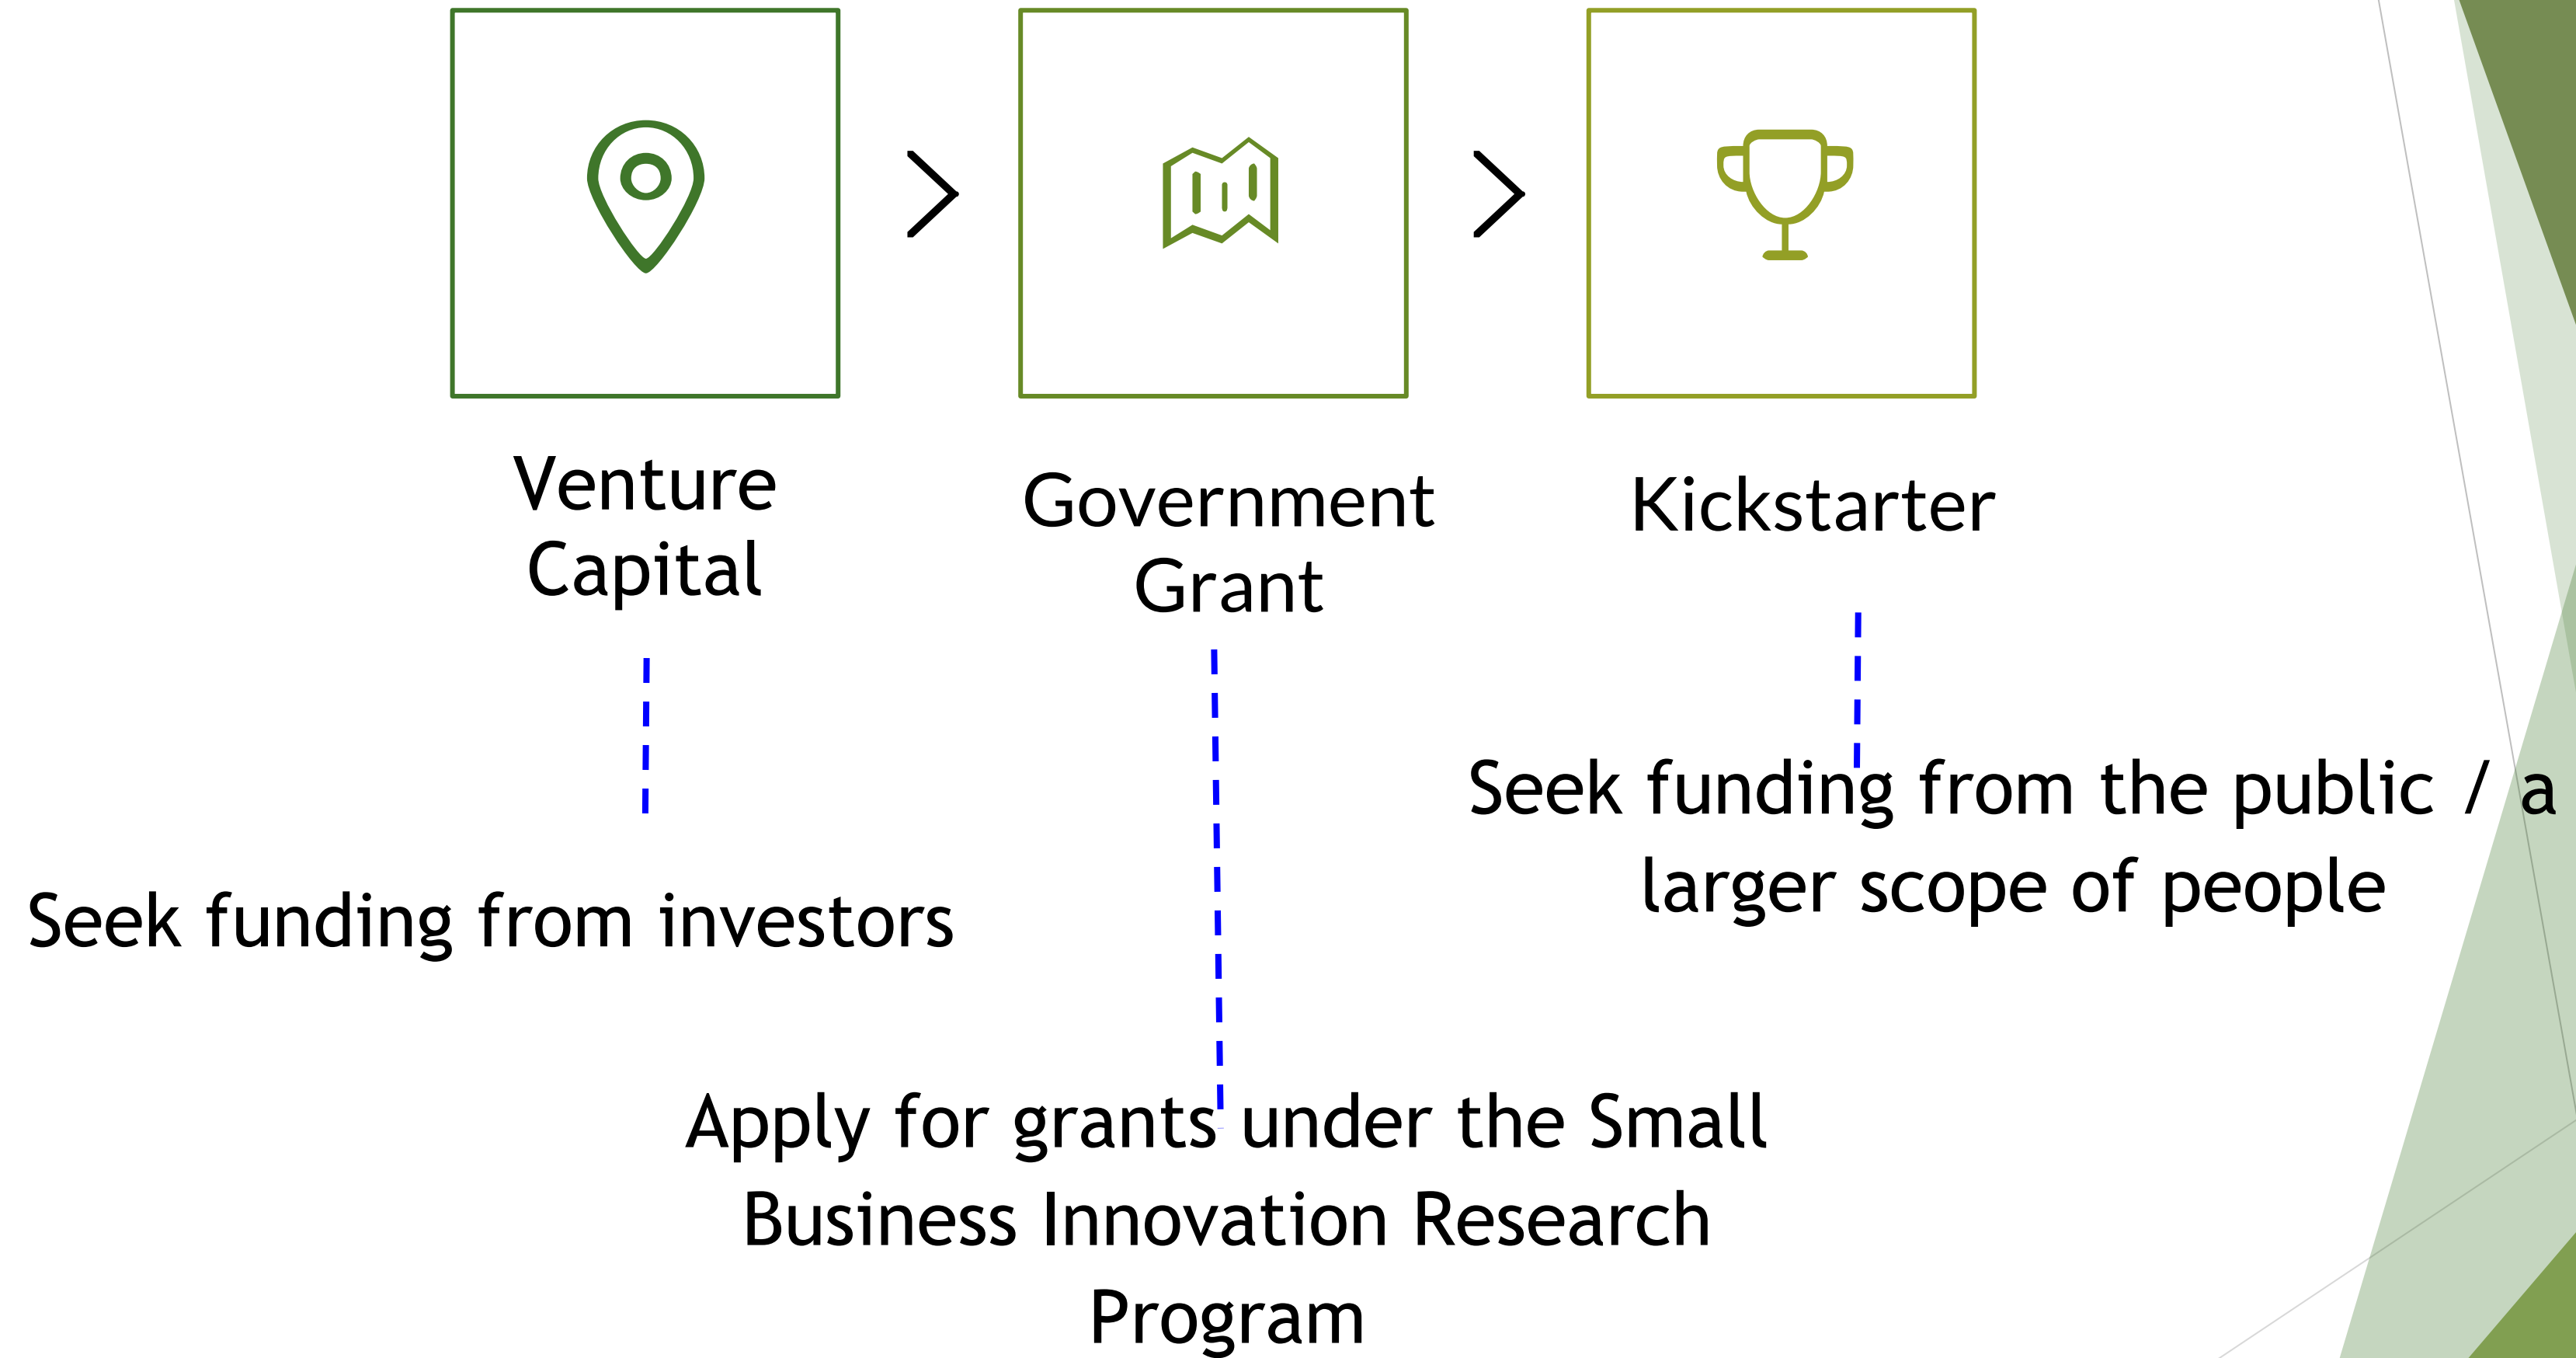 Venture
Capital
>
Government
Grant
>
Kickstarter
Seek funding from investors
Apply for grants under the Small
Business Innovation Research
Program
Seek funding from the public / a
larger scope of people